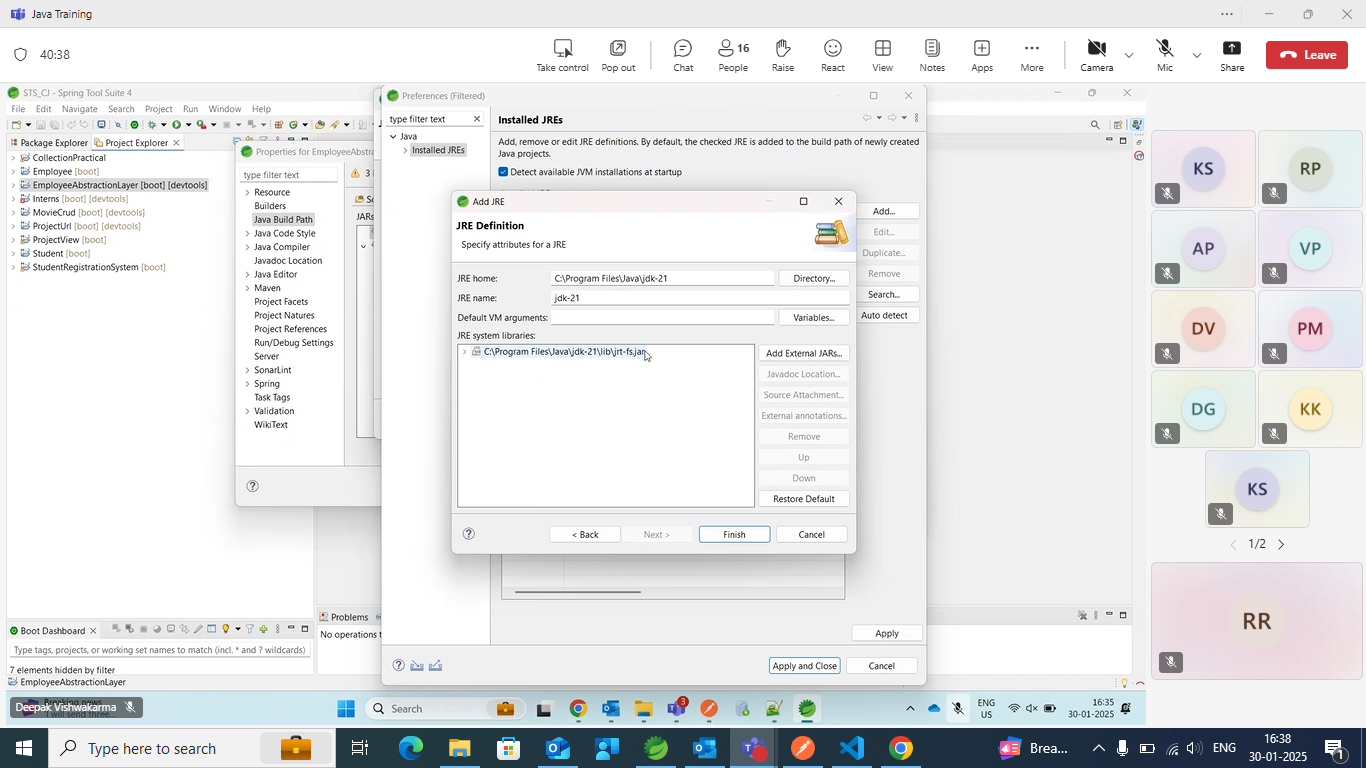 Java Training
40:38
Take control
Pop out
Chat
16
People
Raise
React
View
Notes
Apps
More
Camera
Mic
Share
Leave
STS_CJ - Spring Tool Suite 4
File Edit Navigate Search Project Run Window Help
Package Explorer Project Explorer
CollectionPractical
Employee [boot]
EmployeeAbstractionLayer [boot] [devtools]
Interns [boot] [devtools]
MovieCrud [boot] [devtools]
ProjectUrl [boot] [devtools]
ProjectView [boot]
Student [boot]
StudentRegistrationSystem [boot]
Properties for EmployeeAbstra
type filter text
Resource
Builders
Java Build Path
Java Code Style
Java Compiler
Javadoc Location
Java Editor
Maven
Project Facets
Project Natures
Project References
Run/Debug Settings
Server
SonarLint
Spring
Task Tags
Validation
WikiText
3
JARs
Preferences (Filtered)
type filter text
Java
Installed JREs
Installed JREs
Add, remove or edit JRE definitions. By default, the checked JRE is added to the build path of newly created
Java projects.
Detect available JVM installations at startup
Add...
Edit...
Duplicate...
Remove
Search...
Auto detect
Apply
Apply and Close
Cancel
Add JRE
JRE Definition
Specify attributes for a JRE
JRE home: C:\Program Files\Java\jdk-21 Directory...
JRE name: jdk-21
Default VM arguments: Variables...
JRE system libraries:
C:\Program Files\Java\jdk-21\lib\jrt-fs.jar
Add External JARs...
Javadoc Location...
Source Attachment...
External annotations...
Remove
Up
Down
Restore Default
< Back Next > Finish Cancel
Problems
No operations t
Boot Dashboard
Type tags, projects, or working set names to match (incl. * and ? wildcards)
7 elements hidden by filter
EmployeeAbstractionLayer
Deepak Vishwakarma
Search
3
ENG
US
16:35
30-01-2025
KS
RP
AP
VP
DV
PM
DG
KK
KS
1/2
RR
Type here to search
Brea...
ENG
16:38
30-01-2025
1